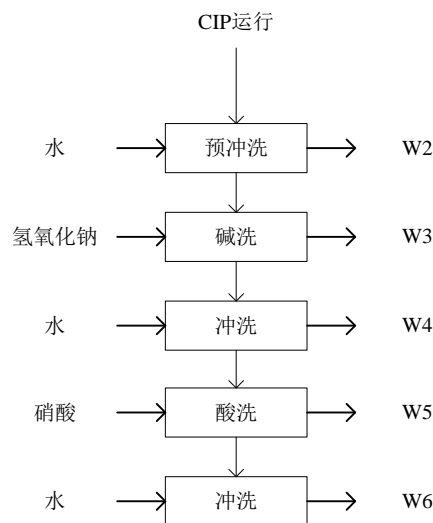 CIP运行
水 预冲洗 W2
氢氧化钠 碱洗 W3
水 冲洗 W4
硝酸 酸洗 W5
水 冲洗 W6